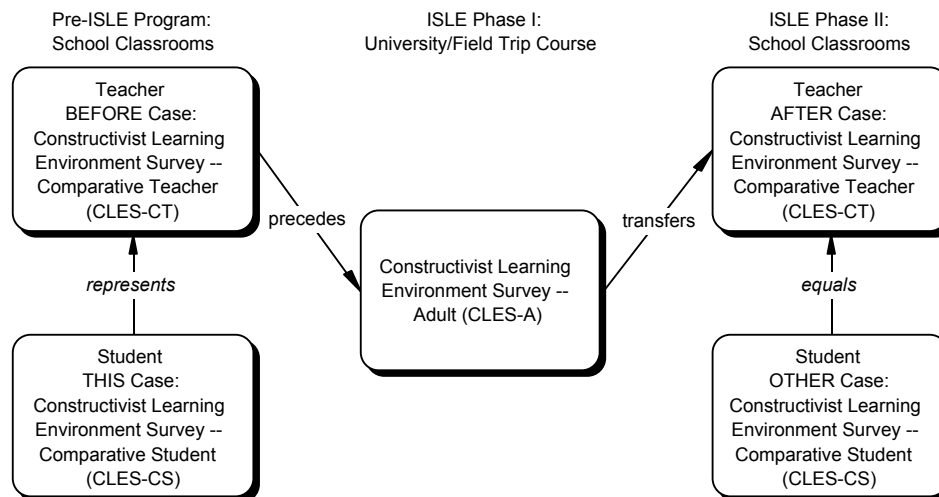 Pre-ISLE Program:
School Classrooms
ISLE Phase I:
University/Field Trip Course
ISLE Phase II:
School Classrooms
Teacher
BEFORE Case:
Constructivist Learning
Environment Survey --
Comparative Teacher
(CLES-CT)
precedes
Constructivist Learning
Environment Survey --
Adult (CLES-A)
transfers
Teacher
AFTER Case:
Constructivist Learning
Environment Survey --
Comparative Teacher
(CLES-CT)
represents
equals
Student
THIS Case:
Constructivist Learning
Environment Survey --
Comparative Student
(CLES-CS)
Student
OTHER Case:
Constructivist Learning
Environment Survey --
Comparative Student
(CLES-CS)